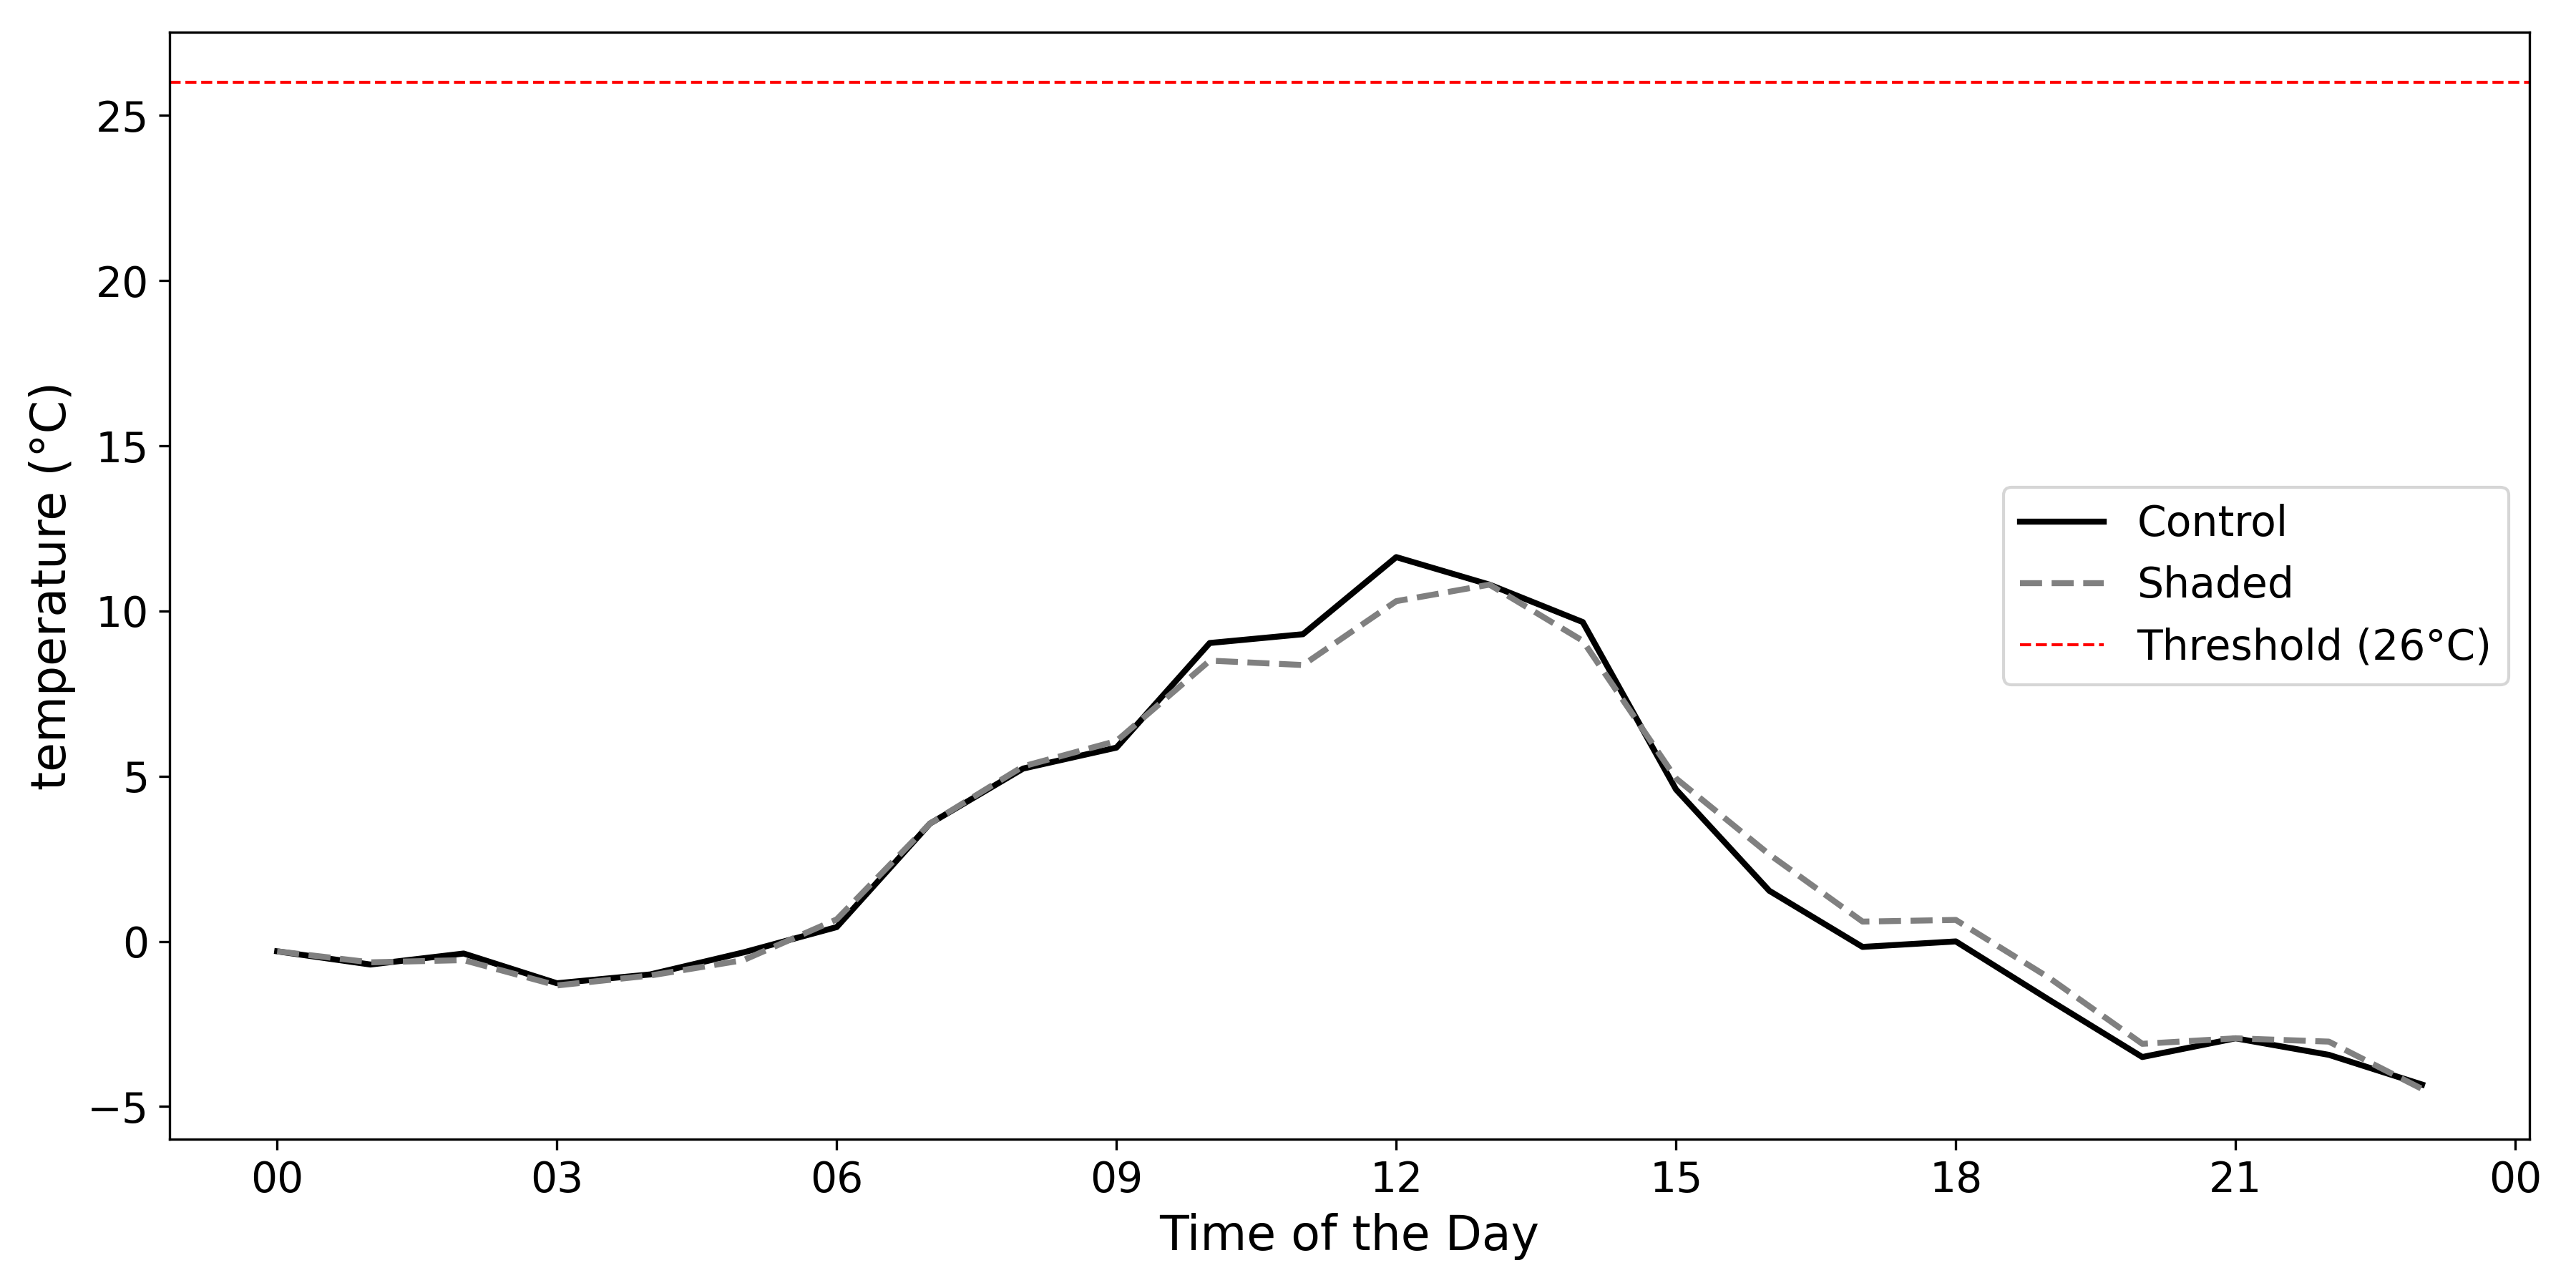 temperature (°C)
25
20
15
10
5
0
−5
Control
Shaded
Threshold (26°C)
00 03 06 09 12 15 18 21 00
Time of the Day